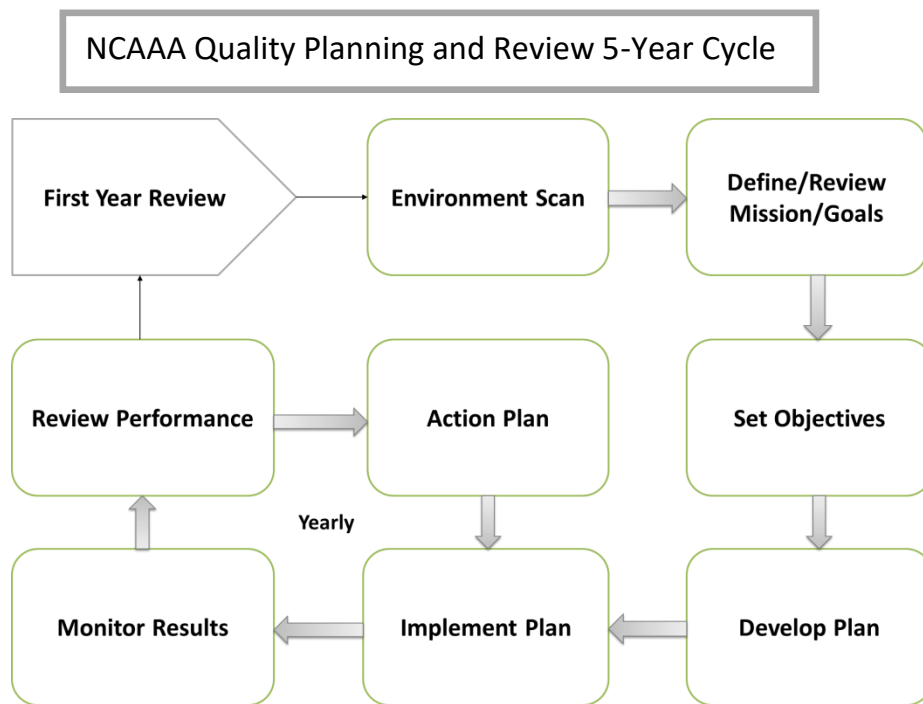 NCAAA Quality Planning and Review 5-Year Cycle
First Year Review
Environment Scan
Define/Review
Mission/Goals
Review Performance
Action Plan
Set Objectives
Yearly
Monitor Results
Implement Plan
Develop Plan